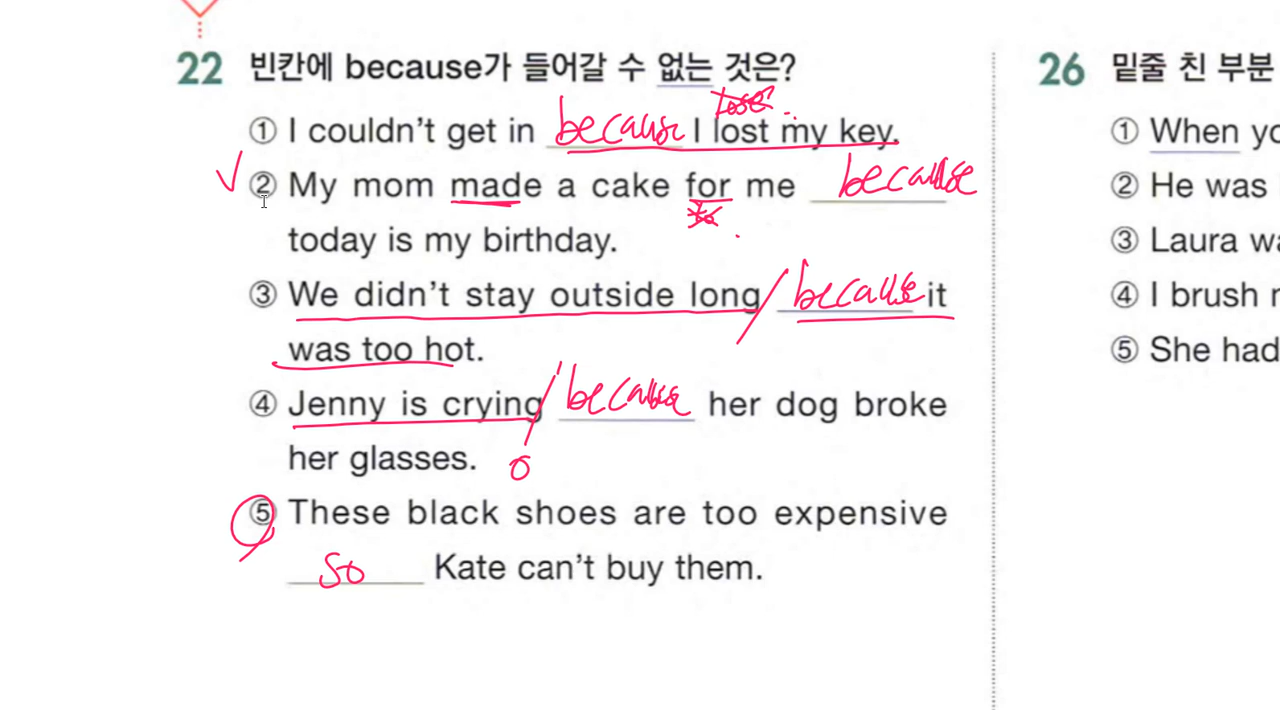 22 빈칸에 because가 들어갈 수 없는 것은?
① I couldn't get in because I lost my key.
② My mom made a cake for me because
to
today is my birthday.
③ We didn't stay outside long / because it
was too hot.
④ Jenny is crying / because her dog broke
her glasses.
⑤ These black shoes are too expensive
so Kate can't buy them.
26 밑줄 친 부분
① When yo
② He was
③ Laura wa
④ I brush
⑤ She had